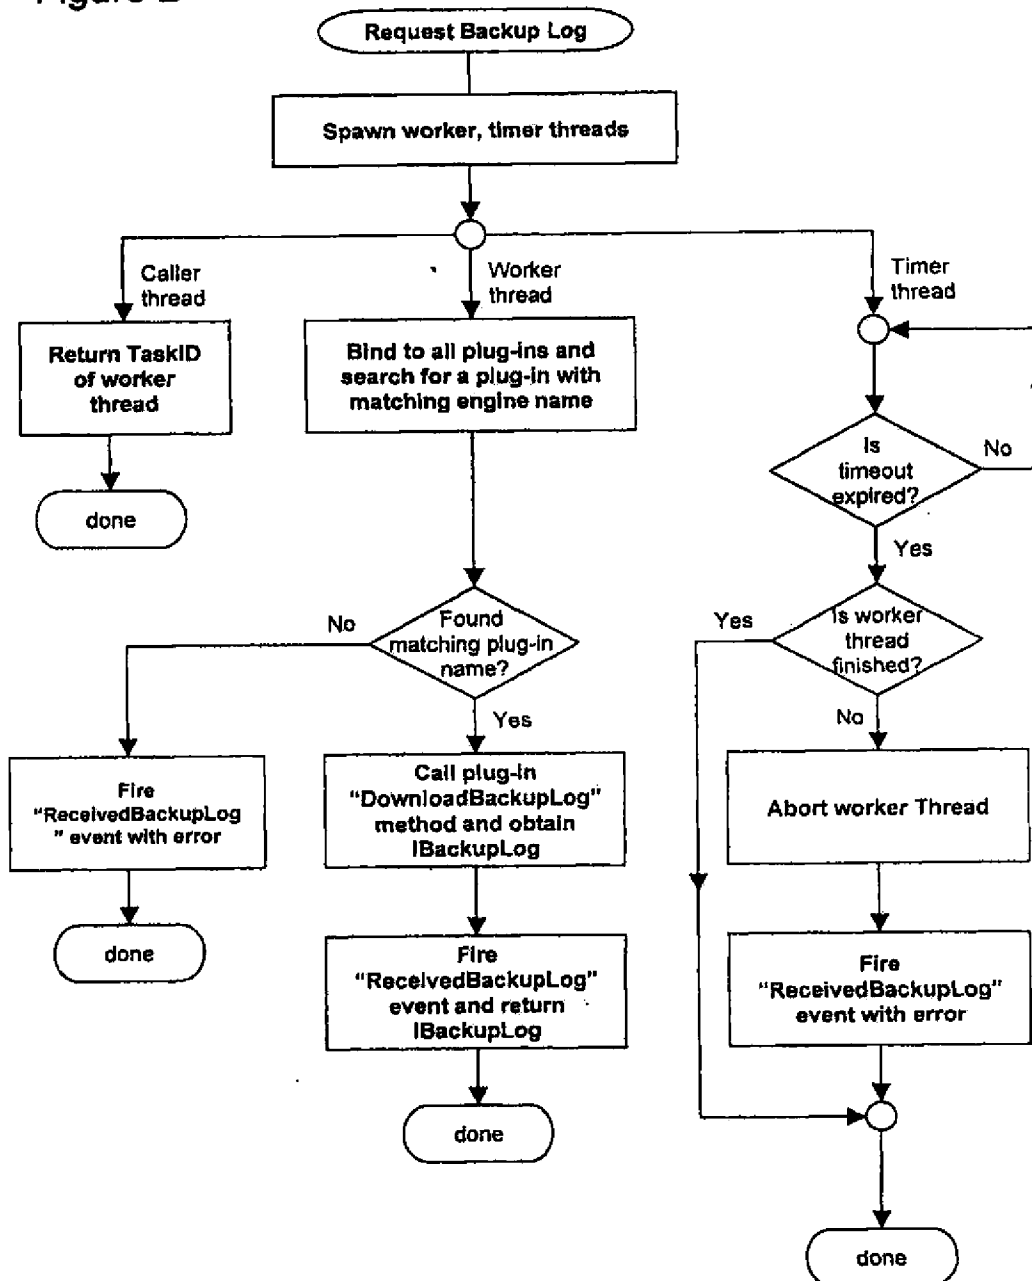 Request Backup Log
Spawn worker, timer threads
Caller
thread
Worker
thread
Timer
thread
Return TaskID
of worker
thread
Bind to all plug-ins and
search for a plug-in with
matching engine name
Is
timeout
expired?
No
done
Yes
Found
matching plug-in
name?
No
Yes
Is worker
thread
finished?
Yes
No
Fire
"ReceivedBackupLog
" event with error
Call plug-in
"DownloadBackupLog"
method and obtain
IBackupLog
Abort worker Thread
done
Fire
"ReceivedBackupLog"
event and return
IBackupLog
Fire
"ReceivedBackupLog"
event with error
done
done